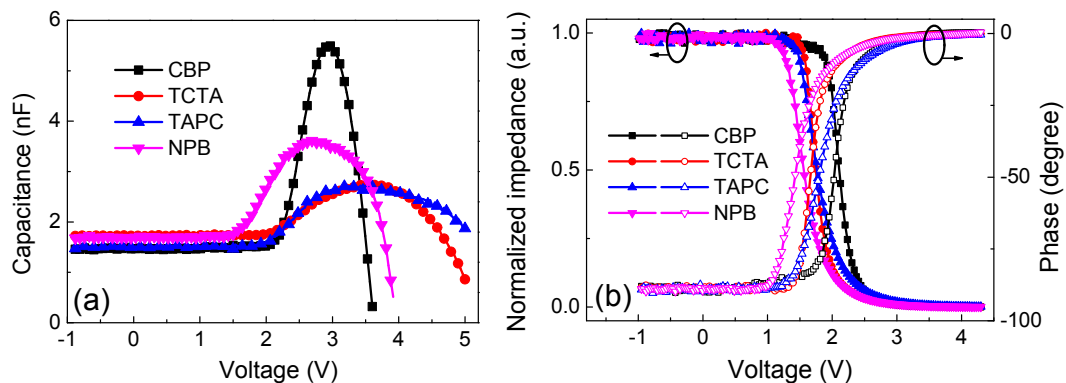 6
4
2
0
Capacitance (nF)
CBP
TCTA
TAPC
NPB
(a)
-1 0 1 2 3 4 5
Voltage (V)
1.0
0.5
0.0
Normalized impedance (a.u.)
CBP
TCTA
TAPC
NPB
(b)
0
-50
-100
Phase (degree)
-1 0 1 2 3 4
Voltage (V)